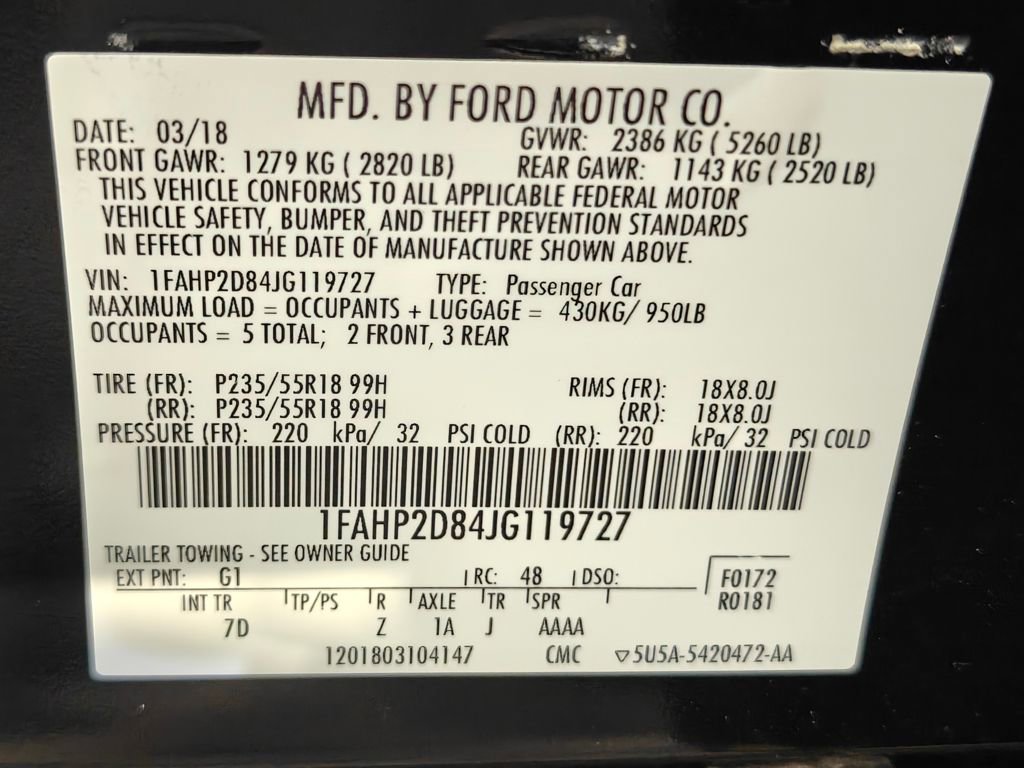 MFD. BY FORD MOTOR CO.
DATE: 03/18 GVWR: 2386 KG ( 5260 LB)
FRONT GAWR: 1279 KG ( 2820 LB) REAR GAWR: 1143 KG ( 2520 LB)
THIS VEHICLE CONFORMS TO ALL APPLICABLE FEDERAL MOTOR
VEHICLE SAFETY, BUMPER, AND THEFT PREVENTION STANDARDS
IN EFFECT ON THE DATE OF MANUFACTURE SHOWN ABOVE.
VIN: 1FAHP2D84JG119727 TYPE: Passenger Car
MAXIMUM LOAD = OCCUPANTS + LUGGAGE = 430KG/ 950LB
OCCUPANTS = 5 TOTAL; 2 FRONT, 3 REAR
TIRE (FR): P235/55R18 99H RIMS (FR): 18X8.0J
(RR): P235/55R18 99H (RR): 18X8.0J
PRESSURE (FR): 220 kPa/ 32 PSI COLD (RR): 220 kPa/ 32 PSI COLD
1FAHP2D84JG119727
TRAILER TOWING - SEE OWNER GUIDE
EXT PNT: G1 RC: 48 DSO: F0172
INT TR TP/PS R AXLE TR SPR R0181
7D Z 1A J AAAA
1201803104147 CMC ▽5U5A-5420472-AA